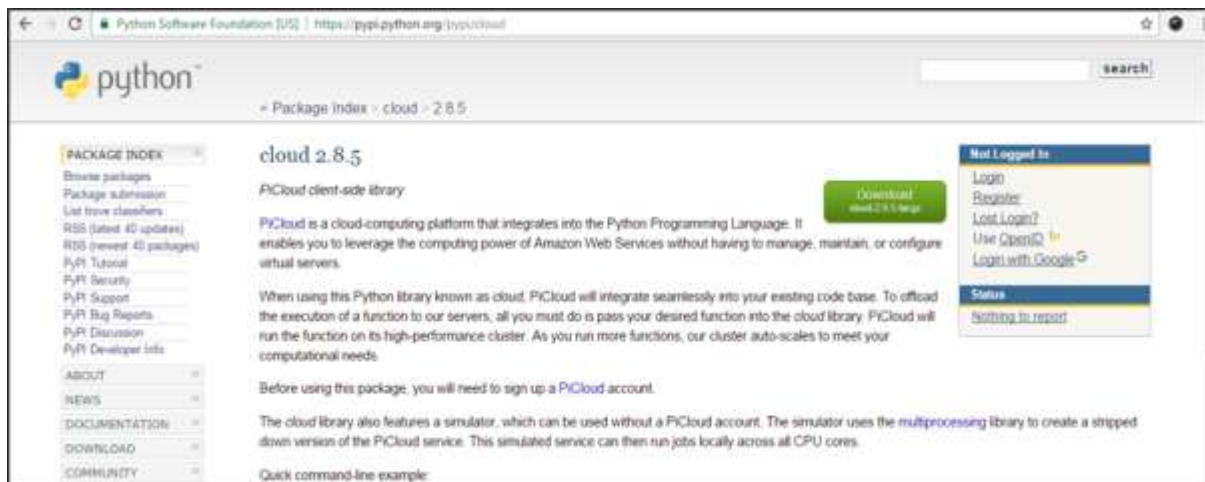 Python Software Foundation [US] | https://pypi.python.org/pypi/cloud
python
search
» Package Index > cloud > 2.8.5
PACKAGE INDEX
Browse packages
Package submission
List trove classifiers
RSS (latest 40 updates)
RSS (newest 40 packages)
PyPI Tutorial
PyPI Security
PyPI Support
PyPI Bug Reports
PyPI Discussion
PyPI Developer Info
ABOUT
NEWS
DOCUMENTATION
DOWNLOAD
COMMUNITY
cloud 2.8.5
PiCloud client-side library
Download
cloud-2.8.5.tar.gz
PiCloud is a cloud-computing platform that integrates into the Python Programming Language. It
enables you to leverage the computing power of Amazon Web Services without having to manage, maintain, or configure
virtual servers.
When using this Python library known as cloud, PiCloud will integrate seamlessly into your existing code base. To offload
the execution of a function to our servers, all you must do is pass your desired function into the cloud library. PiCloud will
run the function on its high-performance cluster. As you run more functions, our cluster auto-scales to meet your
computational needs.
Before using this package, you will need to sign up a PiCloud account.
The cloud library also features a simulator, which can be used without a PiCloud account. The simulator uses the multiprocessing library to create a stripped
down version of the PiCloud service. This simulated service can then run jobs locally across all CPU cores.
Quick command-line example:
Not Logged In
Login
Register
Lost Login?
Use OpenID
Login with Google
Status
Nothing to report